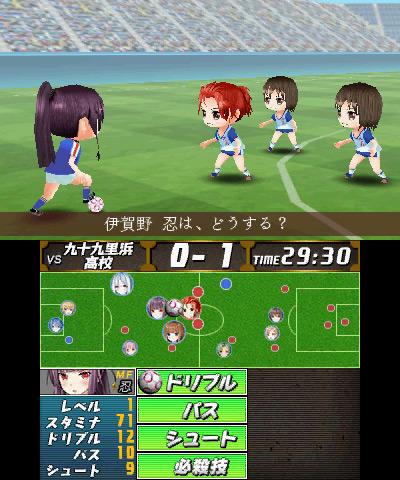 伊賀野 忍は、どうする?
VS 九十九里浜高校 0-1 TIME 29:30
MF
忍
レベル 1
スタミナ 71
ドリブル 12
パス 10
シュート 9
ドリブル
パス
シュート
必殺技